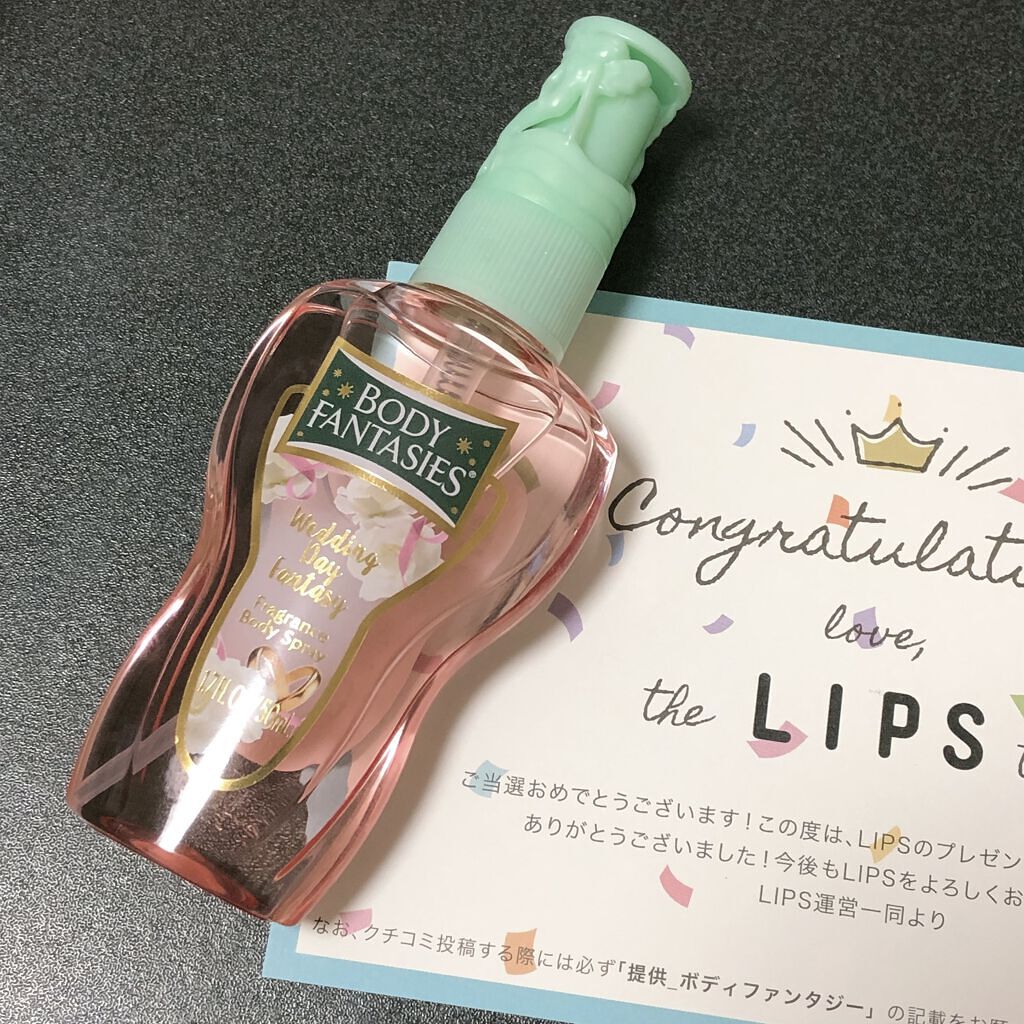 BODY
FANTASIES®
Wedding
Day
Fantasy
Fragrance
Body Spray
1.7FL OZ 50mL
Congratulati
love,
the LIPS t
ご当選おめでとうございます！この度は、LIPSのプレゼン
ありがとうございました！今後もLIPSをよろしくお
LIPS運営一同より
なお、クチコミ投稿する際には必ず「提供_ボディファンタジー」の記載をお